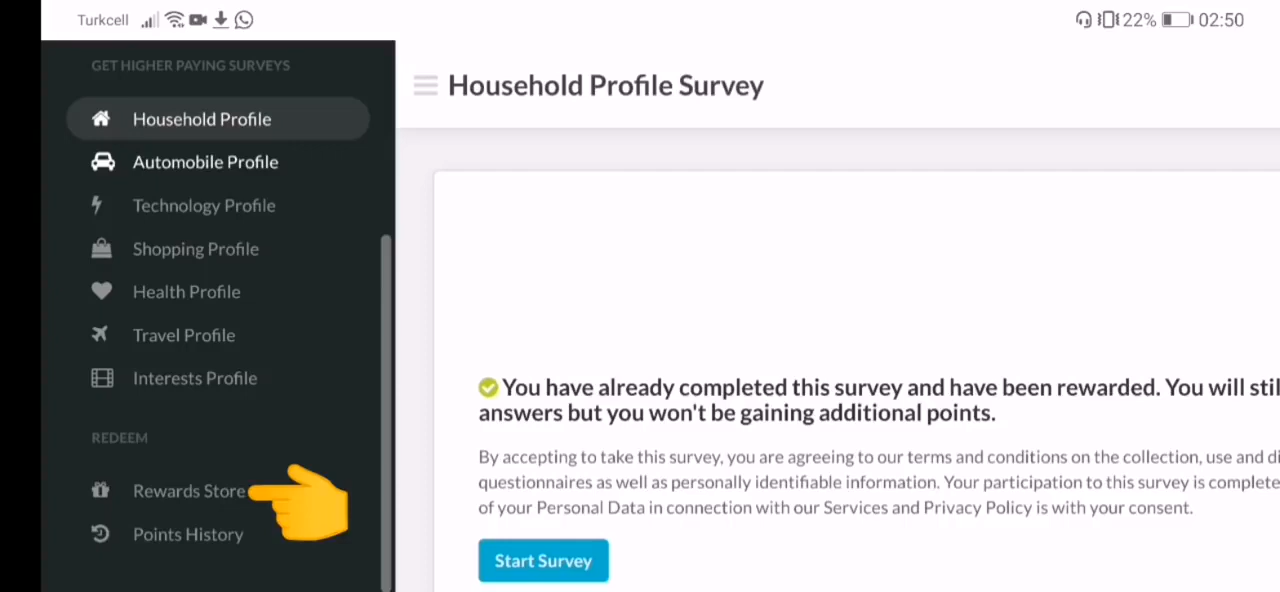 Turkcell 22% 02:50
GET HIGHER PAYING SURVEYS
Household Profile
Automobile Profile
Technology Profile
Shopping Profile
Health Profile
Travel Profile
Interests Profile
REDEEM
Rewards Store
Points History
Household Profile Survey
You have already completed this survey and have been rewarded. You will
answers but you won't be gaining additional points.
By accepting to take this survey, you are agreeing to our terms and conditions on the collection, use and
questionnaires as well as personally identifiable information. Your participation to this survey is
of your Personal Data in connection with our Services and Privacy Policy is with your consent.
Start Survey